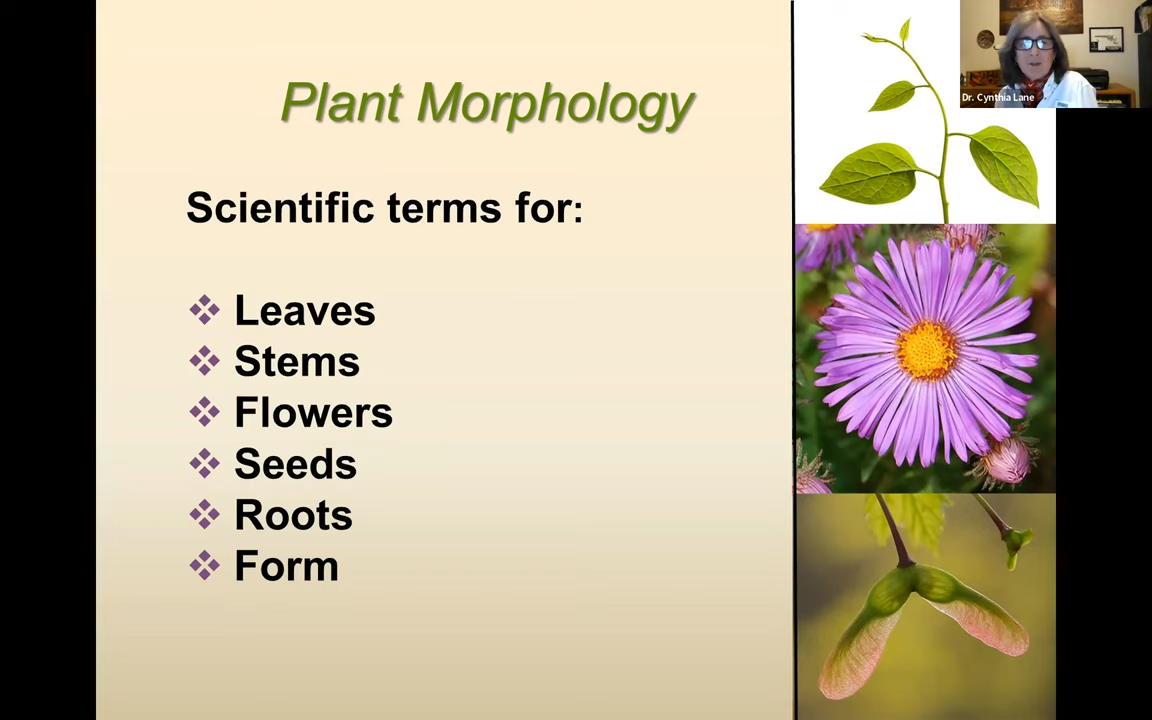 Plant Morphology
Scientific terms for:
❖ Leaves
❖ Stems
❖ Flowers
❖ Seeds
❖ Roots
❖ Form
Dr. Cynthia Lane